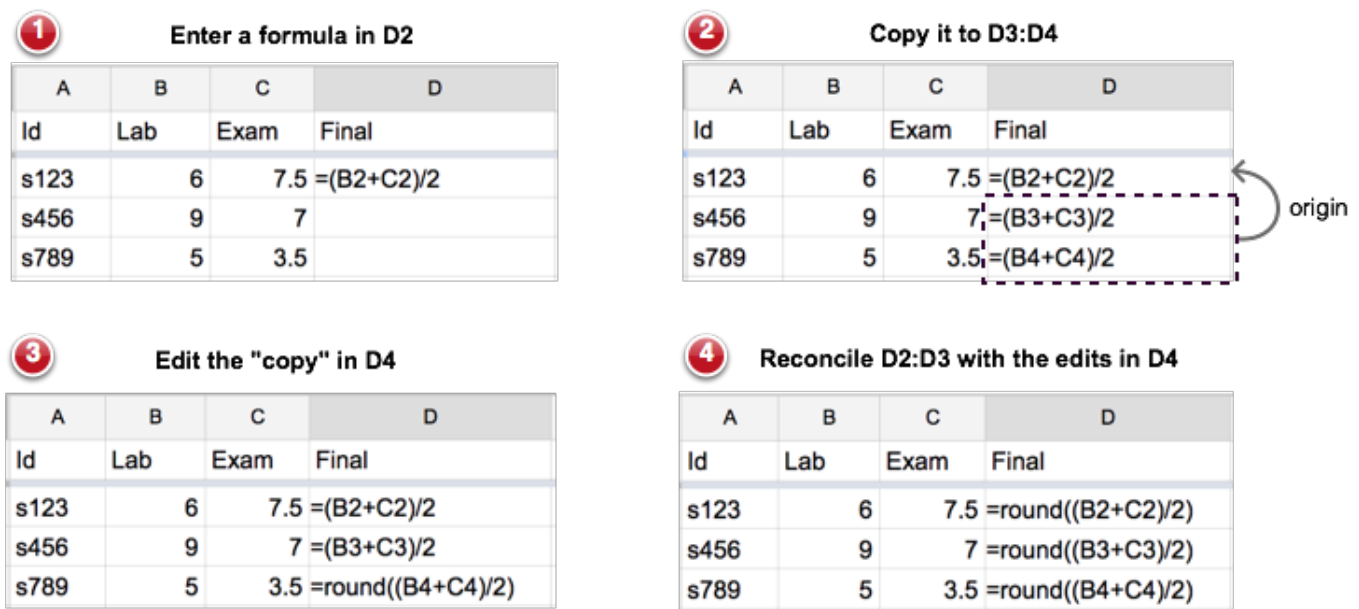 1 Enter a formula in D2
A B C D
Id Lab Exam Final
s123 6 7.5 =(B2+C2)/2
s456 9 7
s789 5 3.5
2 Copy it to D3:D4
A B C D
Id Lab Exam Final
s123 6 7.5 =(B2+C2)/2
s456 9 7 =(B3+C3)/2
s789 5 3.5 =(B4+C4)/2
origin
3 Edit the "copy" in D4
A B C D
Id Lab Exam Final
s123 6 7.5 =(B2+C2)/2
s456 9 7 =(B3+C3)/2
s789 5 3.5 =round((B4+C4)/2)
4 Reconcile D2:D3 with the edits in D4
A B C D
Id Lab Exam Final
s123 6 7.5 =round((B2+C2)/2)
s456 9 7 =round((B3+C3)/2)
s789 5 3.5 =round((B4+C4)/2)